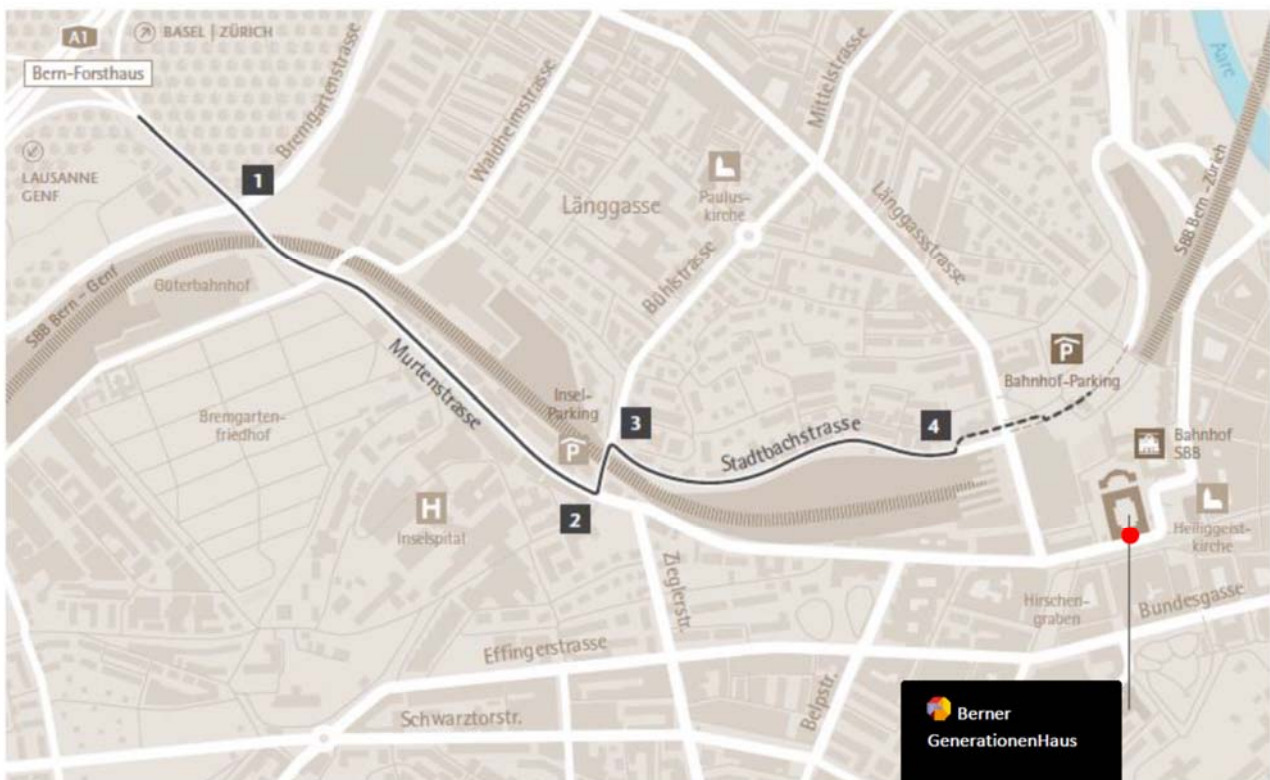 A1
BASEL | ZÜRICH
Bern-Forsthaus
LAUSANNE
GENF
1
Bremgartenstrasse
Waldheimstrasse
Mittelstrasse
Aare
Länggasse
Paulus-
kirche
Länggassstrasse
SBB Bern – Zürich
Bühlstrasse
SBB Bern – Genf
Güterbahnhof
Murtenstrasse
Insel-
Parking
P
P
Bahnhof-Parking
Bremgarten-
friedhof
3
Stadtbachstrasse
4
Bahnhof
SBB
H
Inselspital
2
Heiliggeist-
kirche
Zieglerstr.
Hirschen-
graben
Bundesgasse
Effingerstrasse
Belpstr.
Schwarztorstr.
Berner
GenerationenHaus